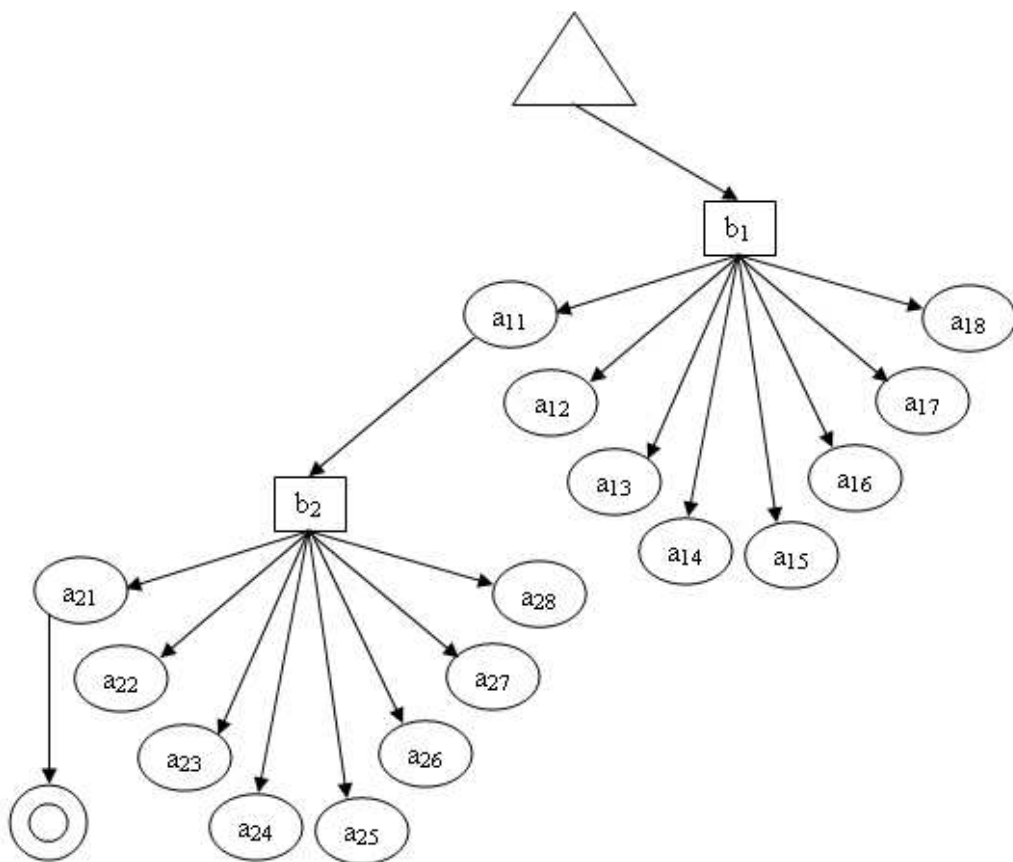 b₁
a₁₁
a₁₈
a₁₂
a₁₇
a₁₃
a₁₆
a₁₄
a₁₅
b₂
a₂₁
a₂₈
a₂₂
a₂₇
a₂₃
a₂₆
a₂₄
a₂₅